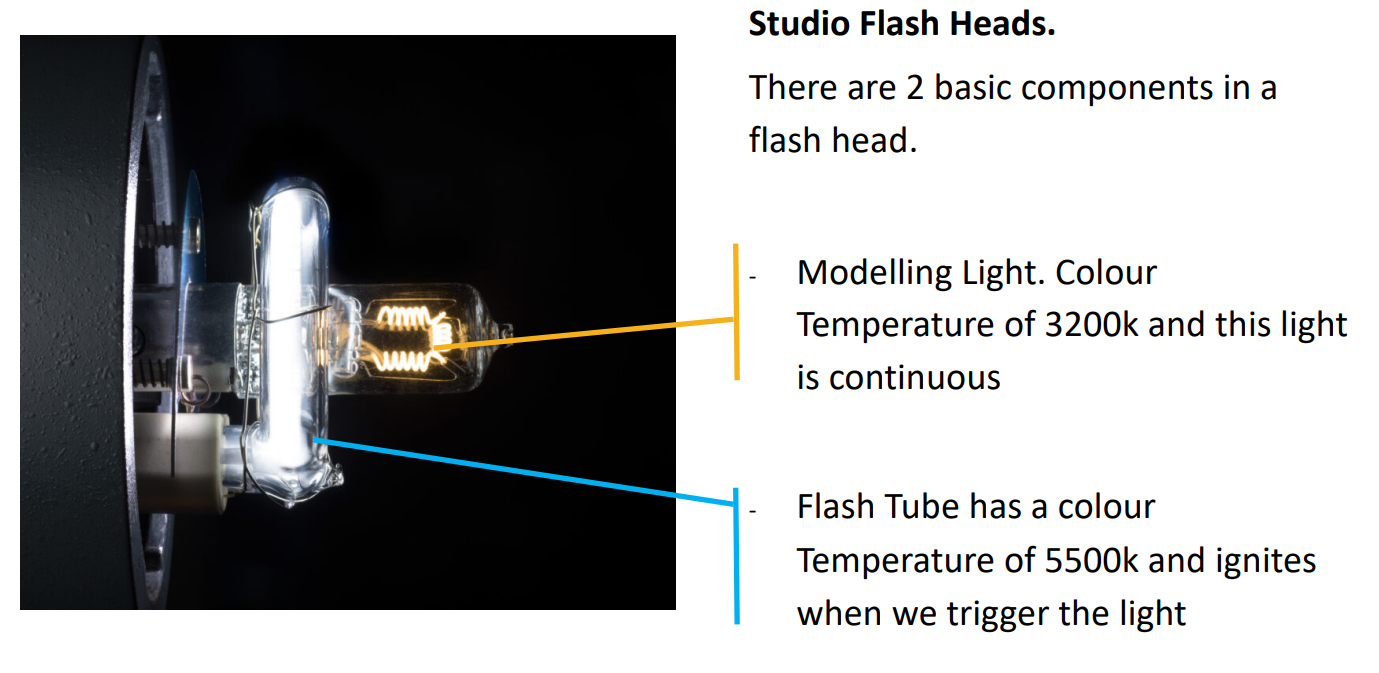 Studio Flash Heads.
There are 2 basic components in a
flash head.
- Modelling Light. Colour
Temperature of 3200k and this light
is continuous
- Flash Tube has a colour
Temperature of 5500k and ignites
when we trigger the light